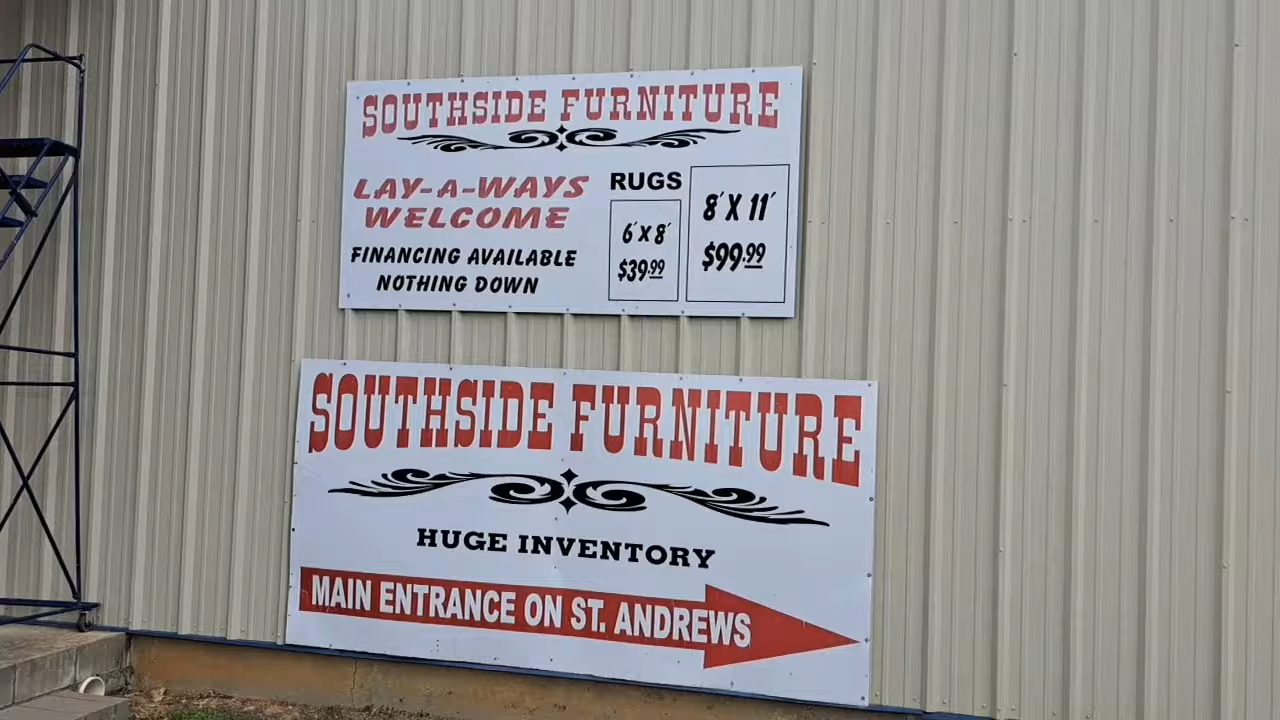 SOUTHSIDE FURNITURE
LAY-A-WAYS
WELCOME
FINANCING AVAILABLE
NOTHING DOWN
RUGS
6' X 8'
$39.99
8' X 11'
$99.99
SOUTHSIDE FURNITURE
HUGE INVENTORY
MAIN ENTRANCE ON ST. ANDREWS